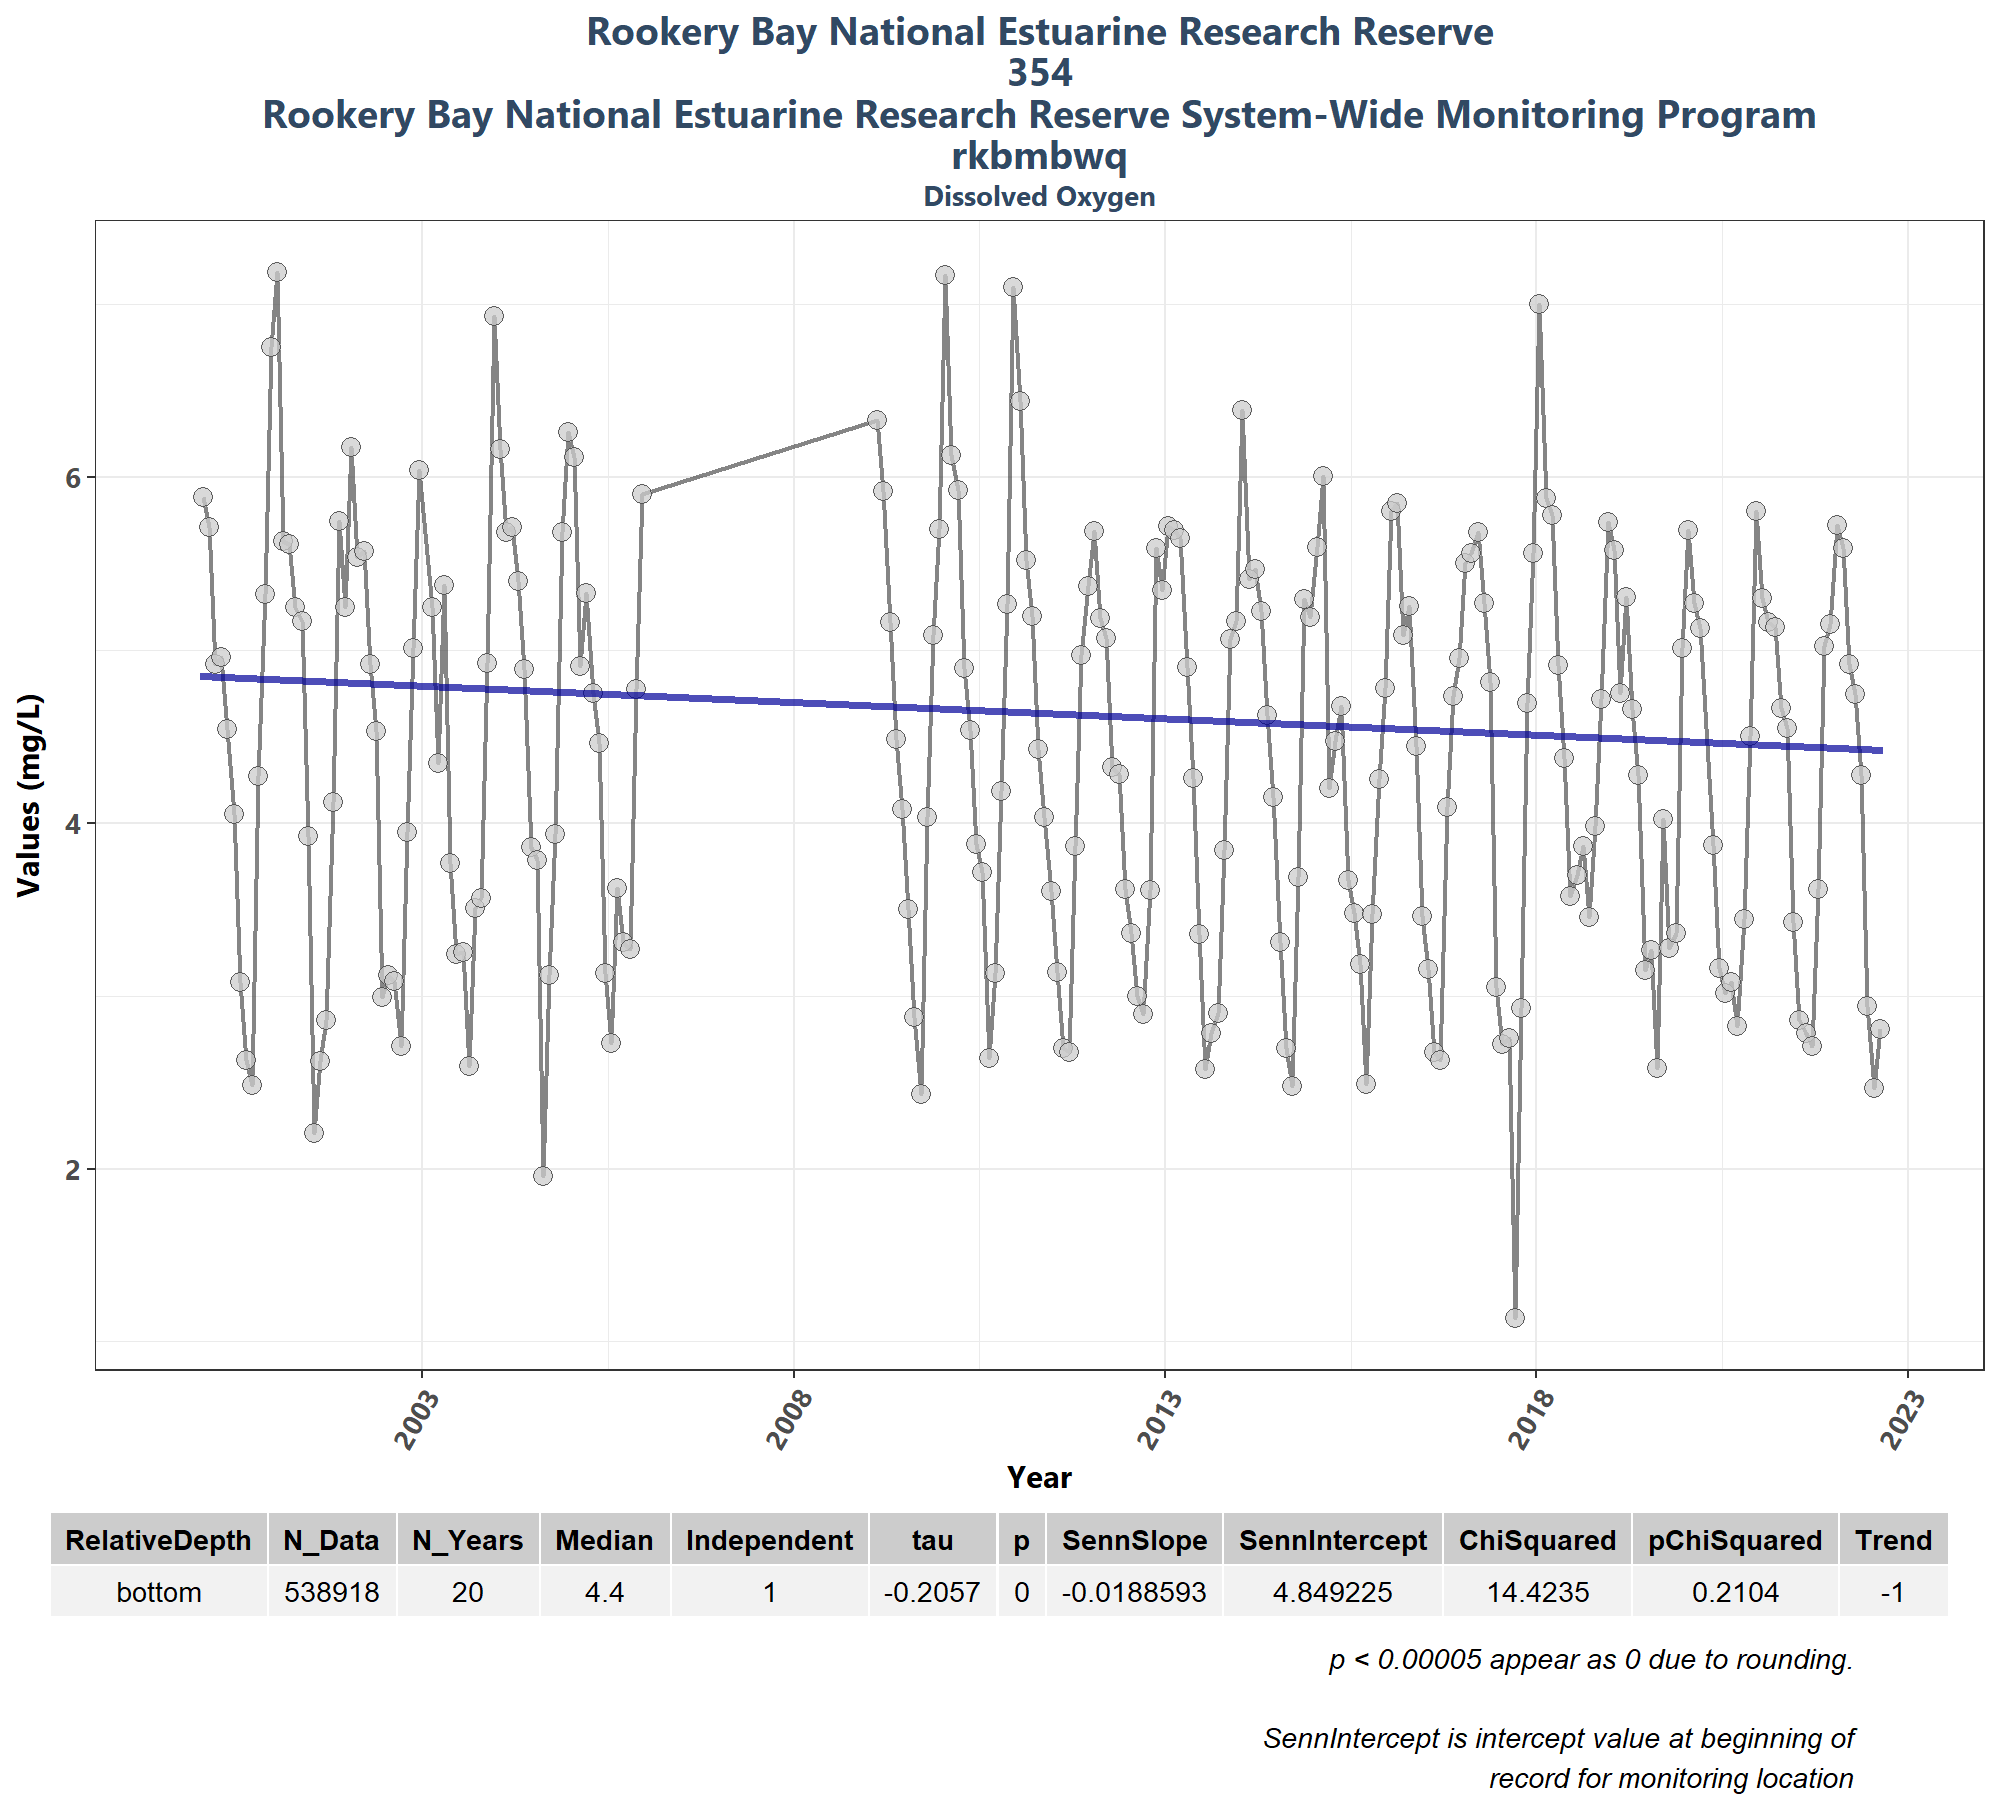 Rookery Bay National Estuarine Research Reserve
354
Rookery Bay National Estuarine Research Reserve System-Wide Monitoring Program
rkbmbwq
Dissolved Oxygen
Values (mg/L)
6
4
2
2003
2008
2013
2018
2023
Year
RelativeDepth N_Data N_Years Median Independent tau p SennSlope SennIntercept ChiSquared pChiSquared Trend
bottom 538918 20 4.4 1 -0.2057 0 -0.0188593 4.849225 14.4235 0.2104 -1
p < 0.00005 appear as 0 due to rounding.
SennIntercept is intercept value at beginning of
record for monitoring location